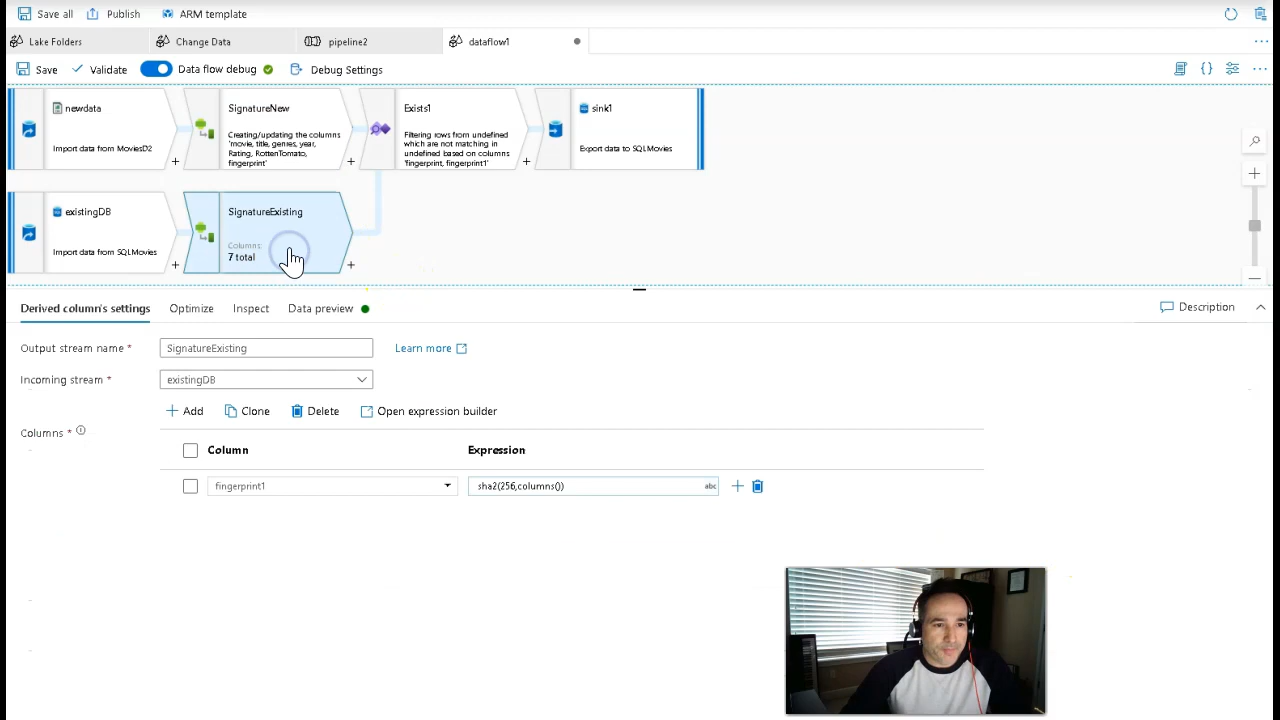 Save all Publish ARM template
Lake Folders Change Data pipeline2 dataflow1
Save Validate Data flow debug Debug Settings
newdata
Import data from MoviesD2
SignatureNew
Creating/updating the columns
'movie, title, genres, year,
Rating, RottenTomato,
fingerprint'
Exists1
Filtering rows from undefined
which are not matching in
undefined based on columns
'fingerprint, fingerprint1'
sink1
Export data to SQLMovies
existingDB
Import data from SQLMovies
SignatureExisting
Columns:
7 total
Derived column's settings Optimize Inspect Data preview Description
Output stream name * SignatureExisting Learn more
Incoming stream * existingDB
Add Clone Delete Open expression builder
Columns *
Column Expression
fingerprint1 sha2(256,columns()) abc